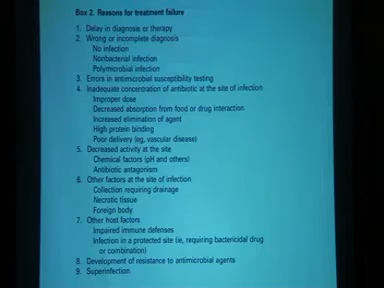 Box 2. Reasons for treatment failure
1. Delay in diagnosis or therapy
2. Wrong or incomplete diagnosis
No infection
Nonbacterial infection
Polymicrobial infection
3. Errors in antimicrobial susceptibility testing
4. Inadequate concentration of antibiotic at the site of infection
Improper dose
Decreased absorption from food or drug interaction
Increased elimination of agent
High protein binding
Poor delivery (eg, vascular disease)
5. Decreased activity at the site
Chemical factors (pH and others)
Antibiotic antagonism
6. Other factors at the site of infection
Collection requiring drainage
Necrotic tissue
Foreign body
7. Other host factors
Impaired immune defenses
Infection in a protected site (ie, requiring bactericidal drug
or combination)
8. Development of resistance to antimicrobial agents
9. Superinfection